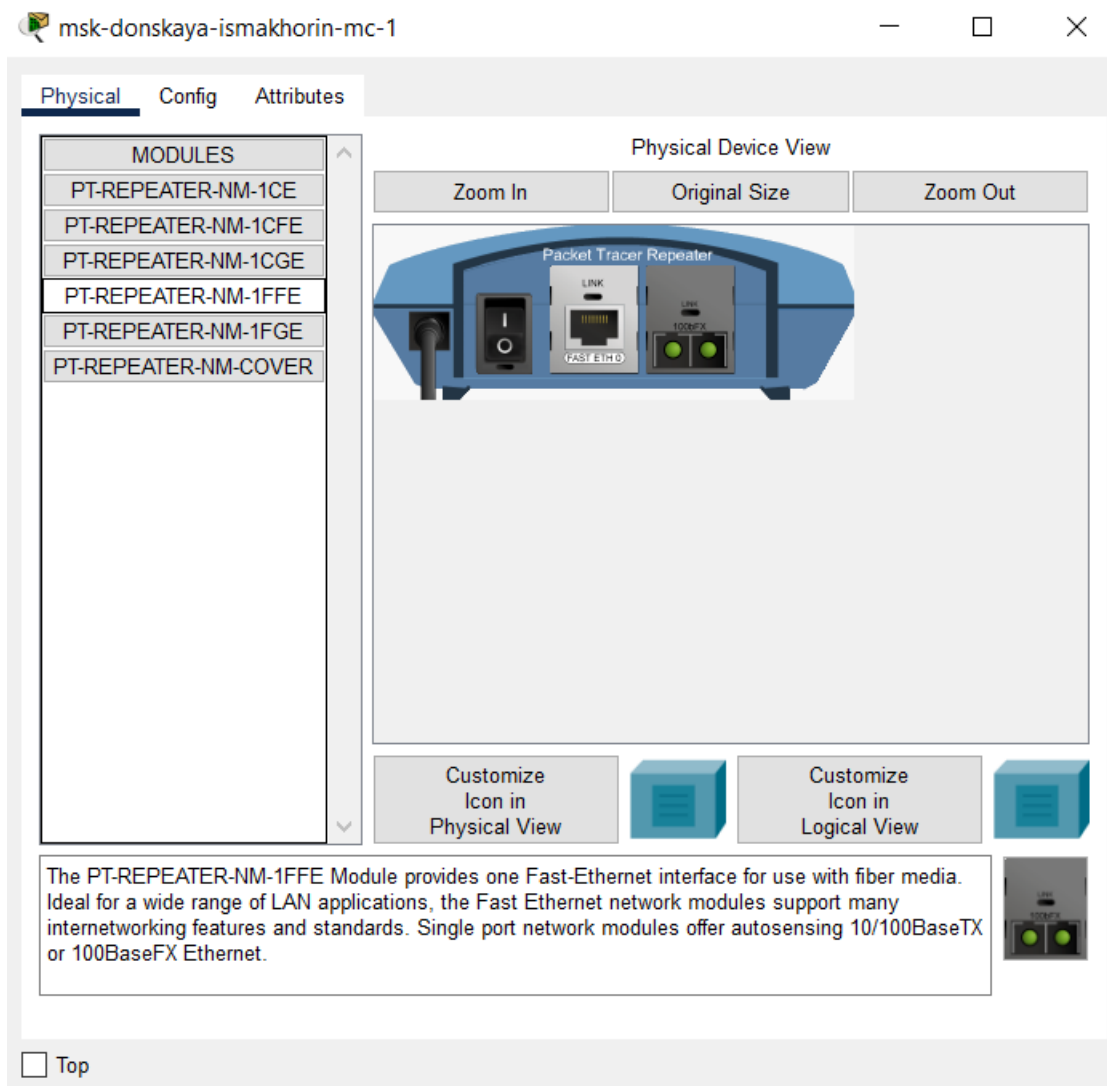 msk-donskaya-ismakhorin-mc-1
Physical Config Attributes
MODULES
PT-REPEATER-NM-1CE
PT-REPEATER-NM-1CFE
PT-REPEATER-NM-1CGE
PT-REPEATER-NM-1FFE
PT-REPEATER-NM-1FGE
PT-REPEATER-NM-COVER
Physical Device View
Zoom In Original Size Zoom Out
Packet Tracer Repeater
LINK
FAST ETH 0
LINK
100bFX
Customize
Icon in
Physical View
Customize
Icon in
Logical View
The PT-REPEATER-NM-1FFE Module provides one Fast-Ethernet interface for use with fiber media.
Ideal for a wide range of LAN applications, the Fast Ethernet network modules support many
internetworking features and standards. Single port network modules offer autosensing 10/100BaseTX
or 100BaseFX Ethernet.
LINK
100bFX
Top